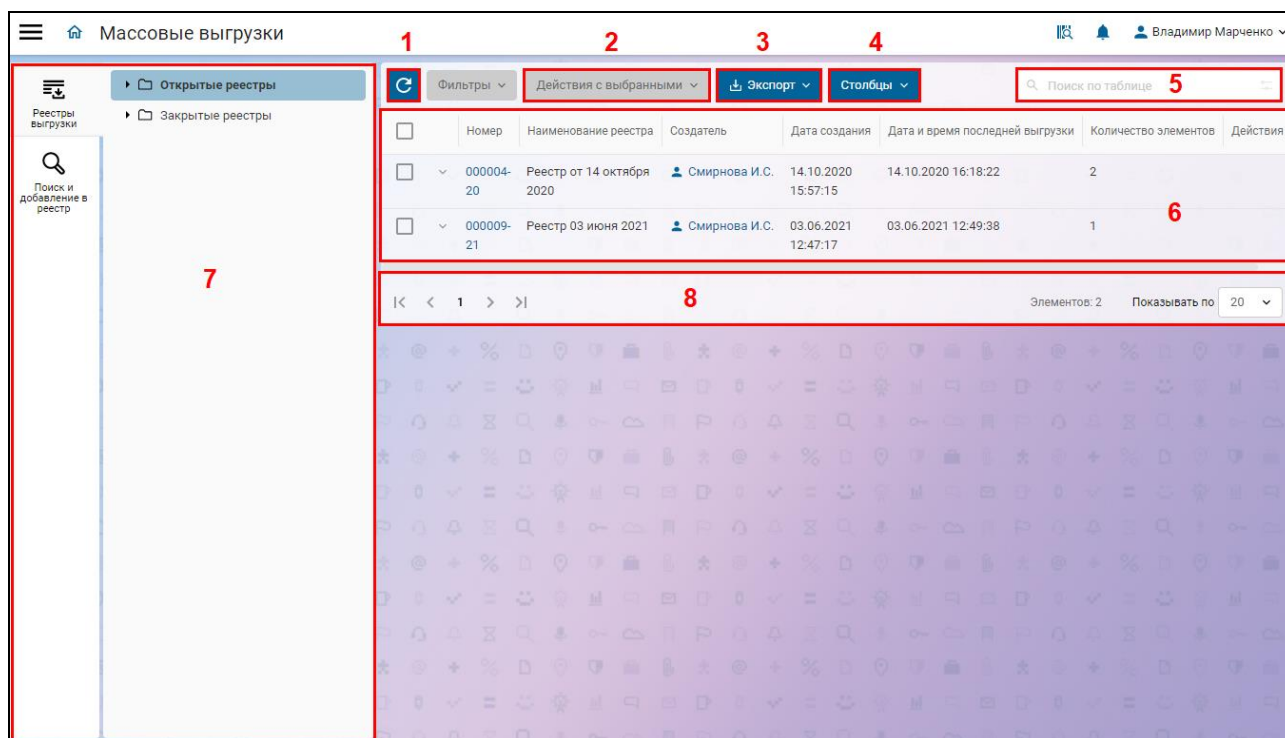 Массовые выгрузки
Владимир Марченко
1
2
3
4
Реестры
выгрузки
Поиск и
добавление в
реестр
Открытые реестры
Закрытые реестры
7
Фильтры
Действия с выбранными
Экспорт
Столбцы
Поиск по таблице
5
Номер
Наименование реестра
Создатель
Дата создания
Дата и время последней выгрузки
Количество элементов
Действия
000004-
20
Реестр от 14 октября
2020
Смирнова И.С.
14.10.2020
15:57:15
14.10.2020 16:18:22
2
000009-
21
Реестр 03 июня 2021
Смирнова И.С.
03.06.2021
12:47:17
03.06.2021 12:49:38
1
6
1
8
Элементов: 2
Показывать по
20